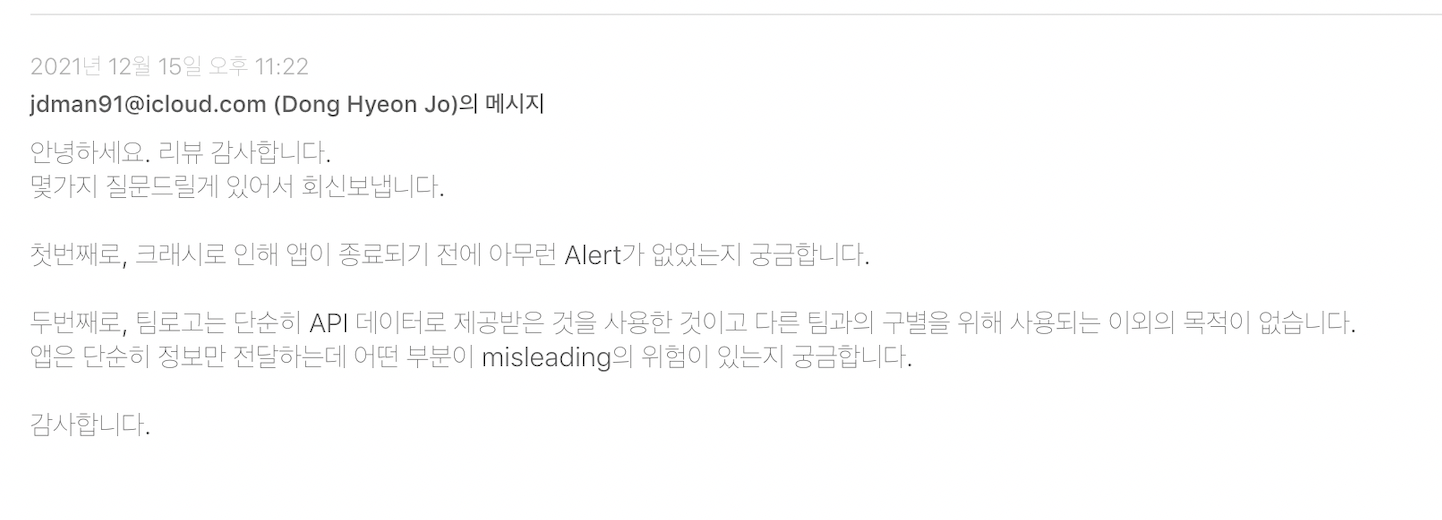 2021년 12월 15일 오후 11:22
jdman91@icloud.com (Dong Hyeon Jo)의 메시지
안녕하세요. 리뷰 감사합니다.
몇가지 질문드릴게 있어서 회신보냅니다.
첫번째로, 크래시로 인해 앱이 종료되기 전에 아무런 Alert가 없었는지 궁금합니다.
두번째로, 팀로고는 단순히 API 데이터로 제공받은 것을 사용한 것이고 다른 팀과의 구별을 위해 사용되는 이외의 목적이 없습니다.
앱은 단순히 정보만 전달하는데 어떤 부분이 misleading의 위험이 있는지 궁금합니다.
감사합니다.